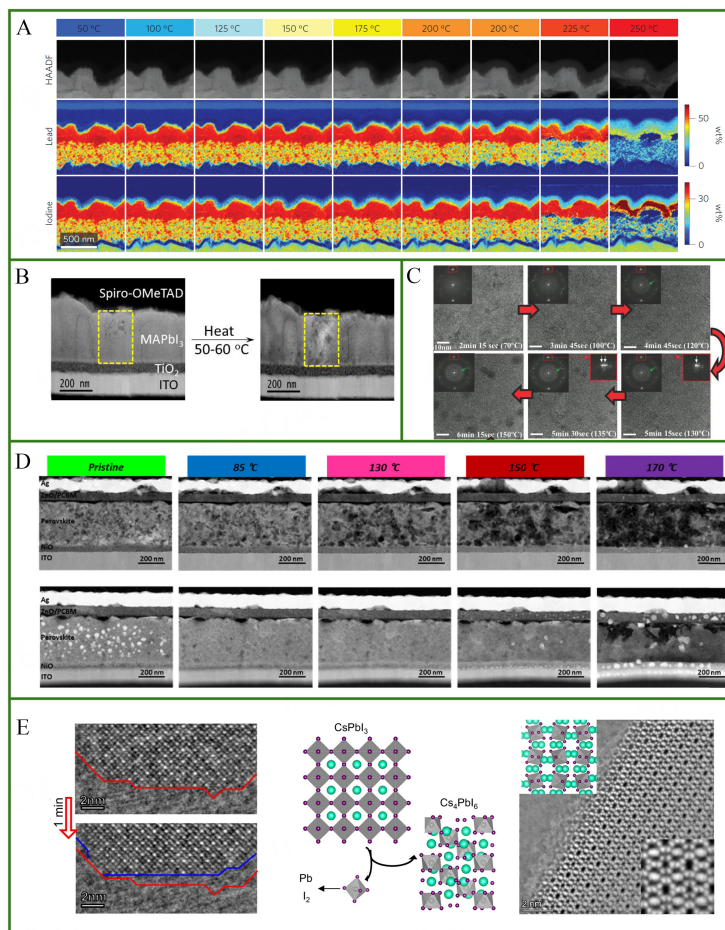 A
50 °C 100 °C 125 °C 150 °C 175 °C 200 °C 200 °C 225 °C 250 °C
HAADF
Lead
Iodine
500 nm
50
0
wt%
30
0
wt%
B
Spiro-OMeTAD
MAPbI3
TiO2
ITO
200 nm
Heat
50-60 °C
200 nm
C
10nm
2min 15 sec (70°C)
3min 45sec (100°C)
4min 45sec (120°C)
6min 15sec (150°C)
5min 30sec (135°C)
5min 15sec (130°C)
D
Pristine 85 ℃ 130 ℃ 150 ℃ 170 ℃
Ag
ZnO/PCBM
Perovskite
NiO
ITO
200 nm 200 nm 200 nm 200 nm 200 nm
Ag
ZnO/PCBM
Perovskite
NiO
ITO
200 nm 200 nm 200 nm 200 nm 200 nm
E
2nm
1 min
2nm
CsPbI3
Cs4PbI6
Pb
I2
2 nm